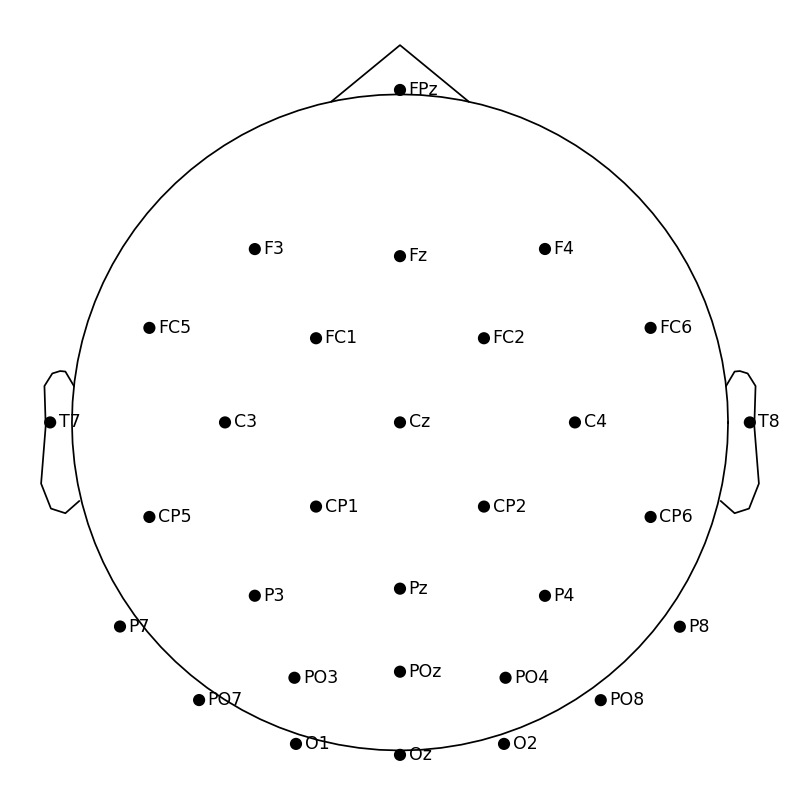 FPz
F3 Fz F4
FC5 FC6
FC1 FC2
T7 C3 Cz C4 T8
CP1 CP2
CP5 CP6
Pz
P3 P4
P7 P8
POz
PO3 PO4
PO7 PO8
O1 O2
Oz